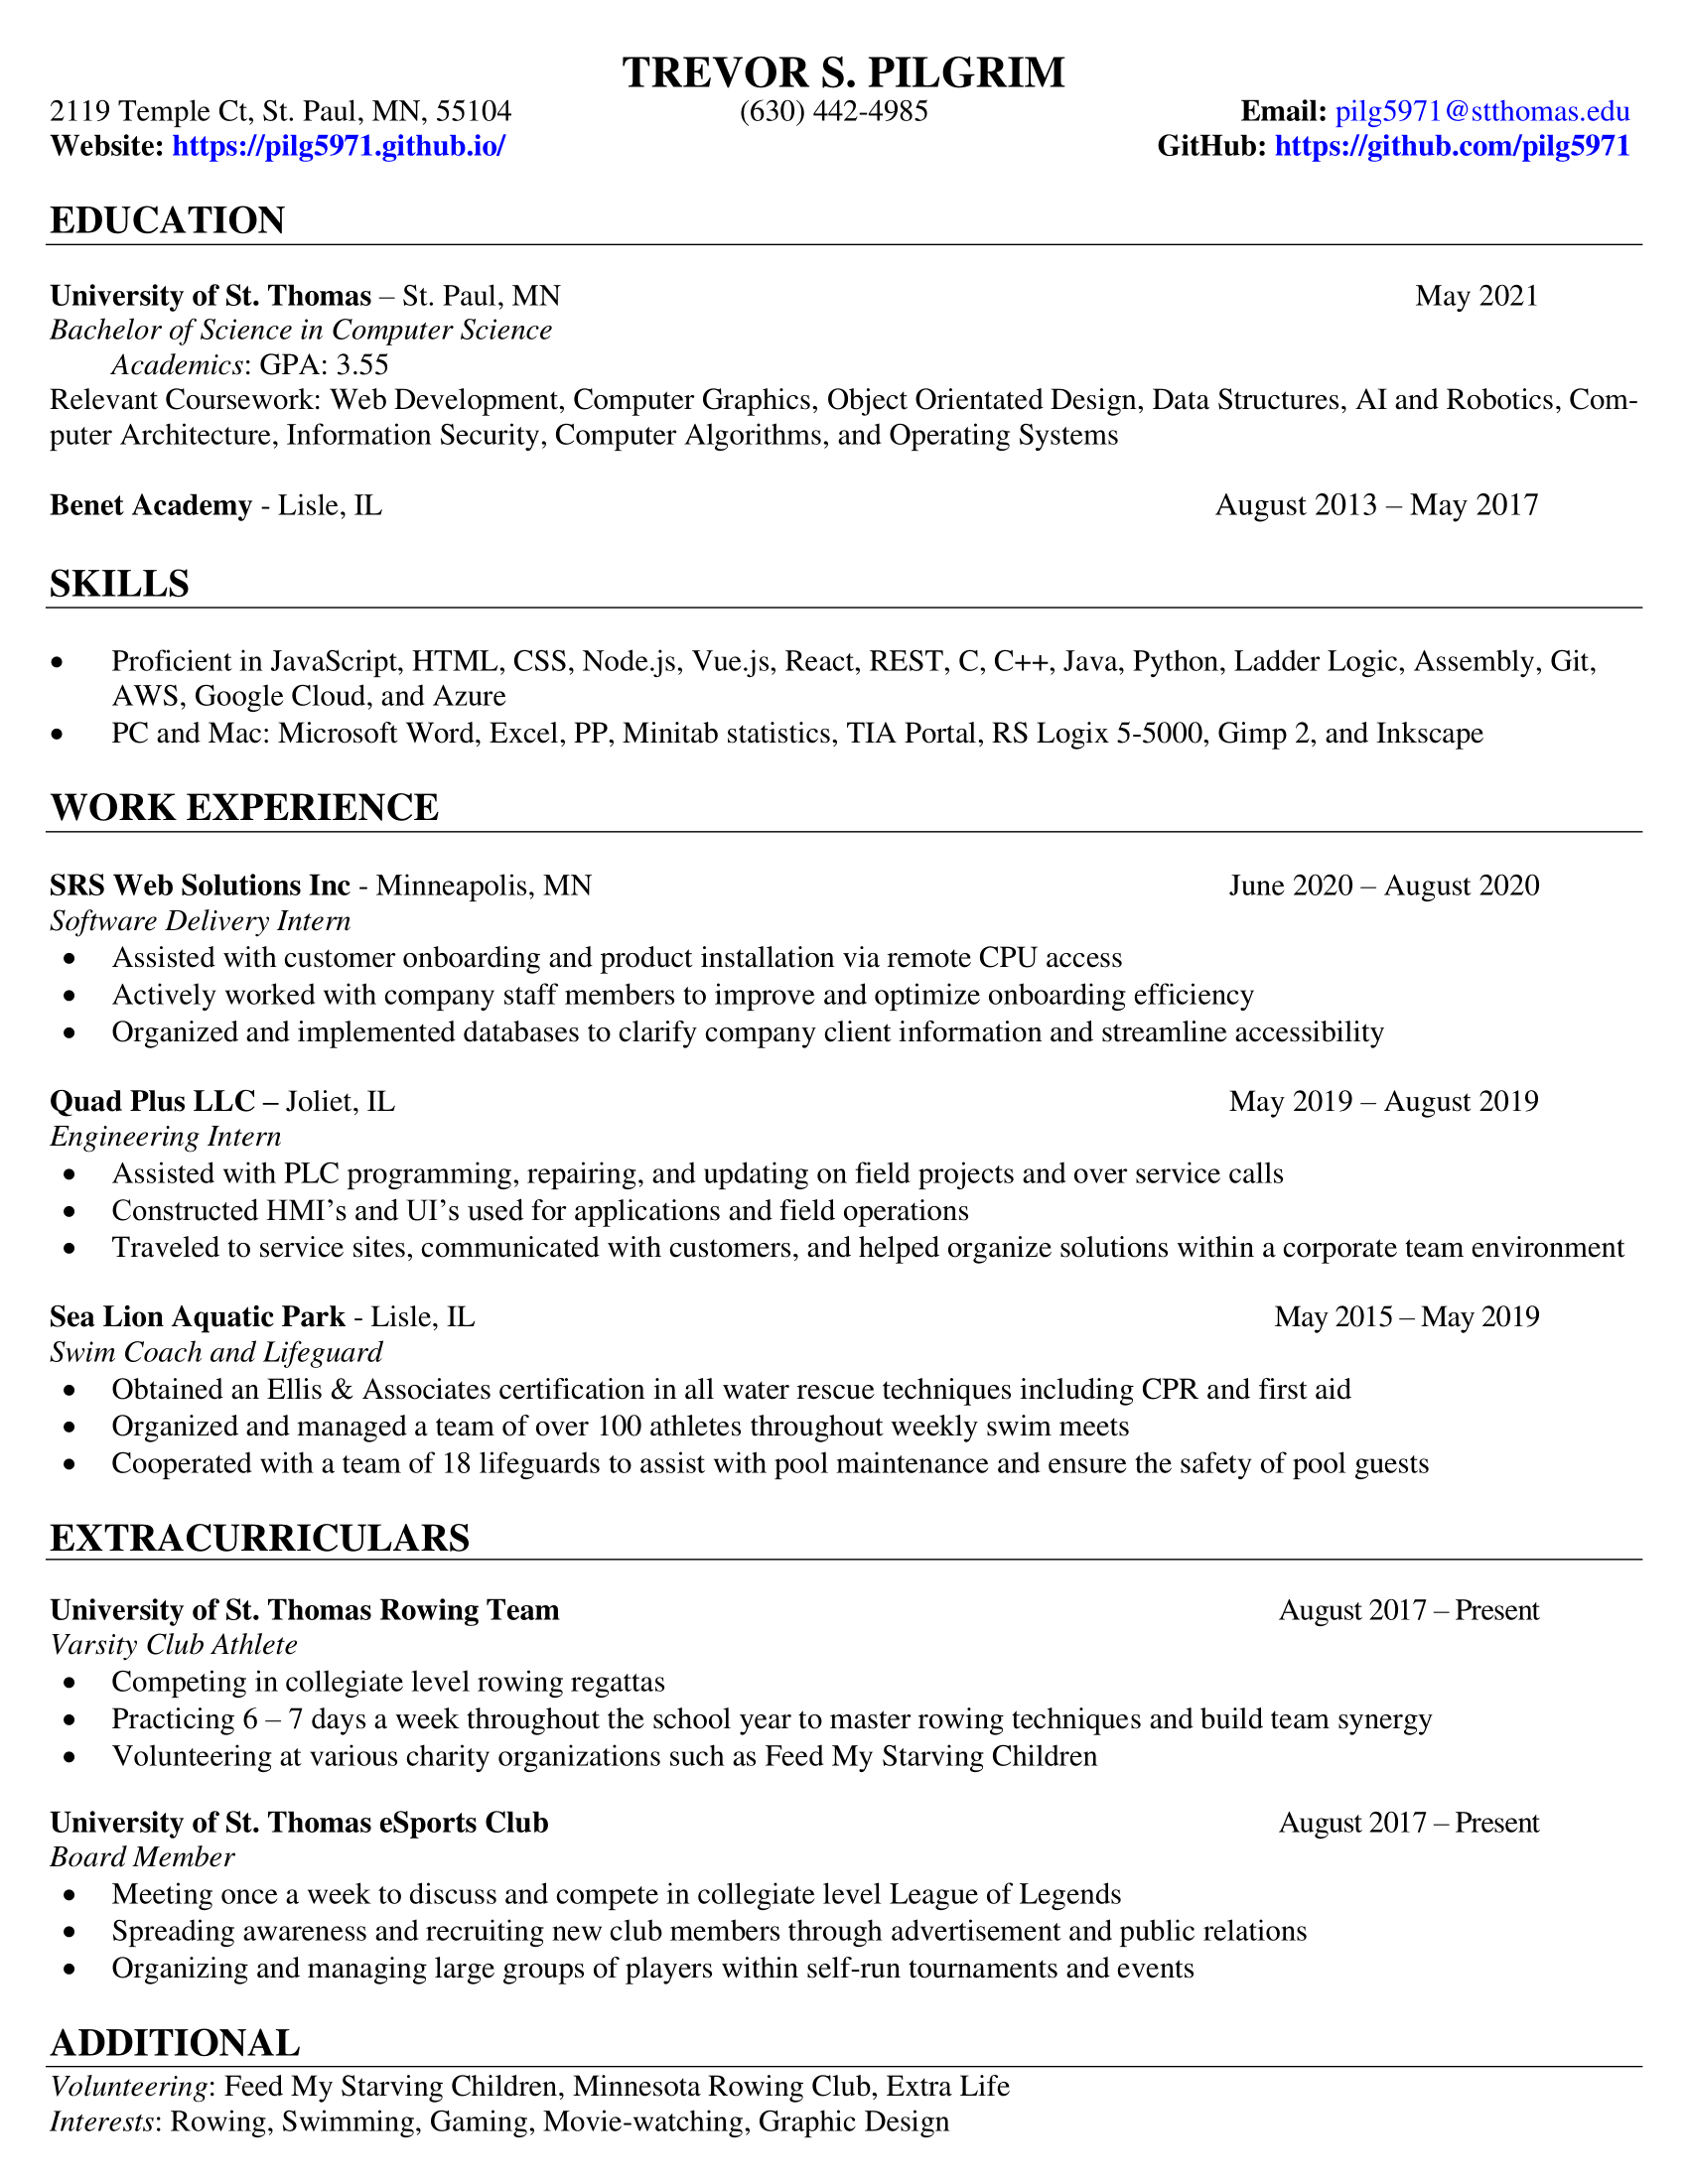 TREVOR S. PILGRIM
2119 Temple Ct, St. Paul, MN, 55104 (630) 442-4985 Email: pilg5971@stthomas.edu
Website: https://pilg5971.github.io/ GitHub: https://github.com/pilg5971
EDUCATION
University of St. Thomas – St. Paul, MN May 2021
Bachelor of Science in Computer Science
Academics: GPA: 3.55
Relevant Coursework: Web Development, Computer Graphics, Object Orientated Design, Data Structures, AI and Robotics, Com-
puter Architecture, Information Security, Computer Algorithms, and Operating Systems
Benet Academy - Lisle, IL August 2013 – May 2017
SKILLS
• Proficient in JavaScript, HTML, CSS, Node.js, Vue.js, React, REST, C, C++, Java, Python, Ladder Logic, Assembly, Git,
AWS, Google Cloud, and Azure
• PC and Mac: Microsoft Word, Excel, PP, Minitab statistics, TIA Portal, RS Logix 5-5000, Gimp 2, and Inkscape
WORK EXPERIENCE
SRS Web Solutions Inc - Minneapolis, MN June 2020 – August 2020
Software Delivery Intern
• Assisted with customer onboarding and product installation via remote CPU access
• Actively worked with company staff members to improve and optimize onboarding efficiency
• Organized and implemented databases to clarify company client information and streamline accessibility
Quad Plus LLC – Joliet, IL May 2019 – August 2019
Engineering Intern
• Assisted with PLC programming, repairing, and updating on field projects and over service calls
• Constructed HMI’s and UI’s used for applications and field operations
• Traveled to service sites, communicated with customers, and helped organize solutions within a corporate team environment
Sea Lion Aquatic Park - Lisle, IL May 2015 – May 2019
Swim Coach and Lifeguard
• Obtained an Ellis & Associates certification in all water rescue techniques including CPR and first aid
• Organized and managed a team of over 100 athletes throughout weekly swim meets
• Cooperated with a team of 18 lifeguards to assist with pool maintenance and ensure the safety of pool guests
EXTRACURRICULARS
University of St. Thomas Rowing Team August 2017 – Present
Varsity Club Athlete
• Competing in collegiate level rowing regattas
• Practicing 6 – 7 days a week throughout the school year to master rowing techniques and build team synergy
• Volunteering at various charity organizations such as Feed My Starving Children
University of St. Thomas eSports Club August 2017 – Present
Board Member
• Meeting once a week to discuss and compete in collegiate level League of Legends
• Spreading awareness and recruiting new club members through advertisement and public relations
• Organizing and managing large groups of players within self-run tournaments and events
ADDITIONAL
Volunteering: Feed My Starving Children, Minnesota Rowing Club, Extra Life
Interests: Rowing, Swimming, Gaming, Movie-watching, Graphic Design